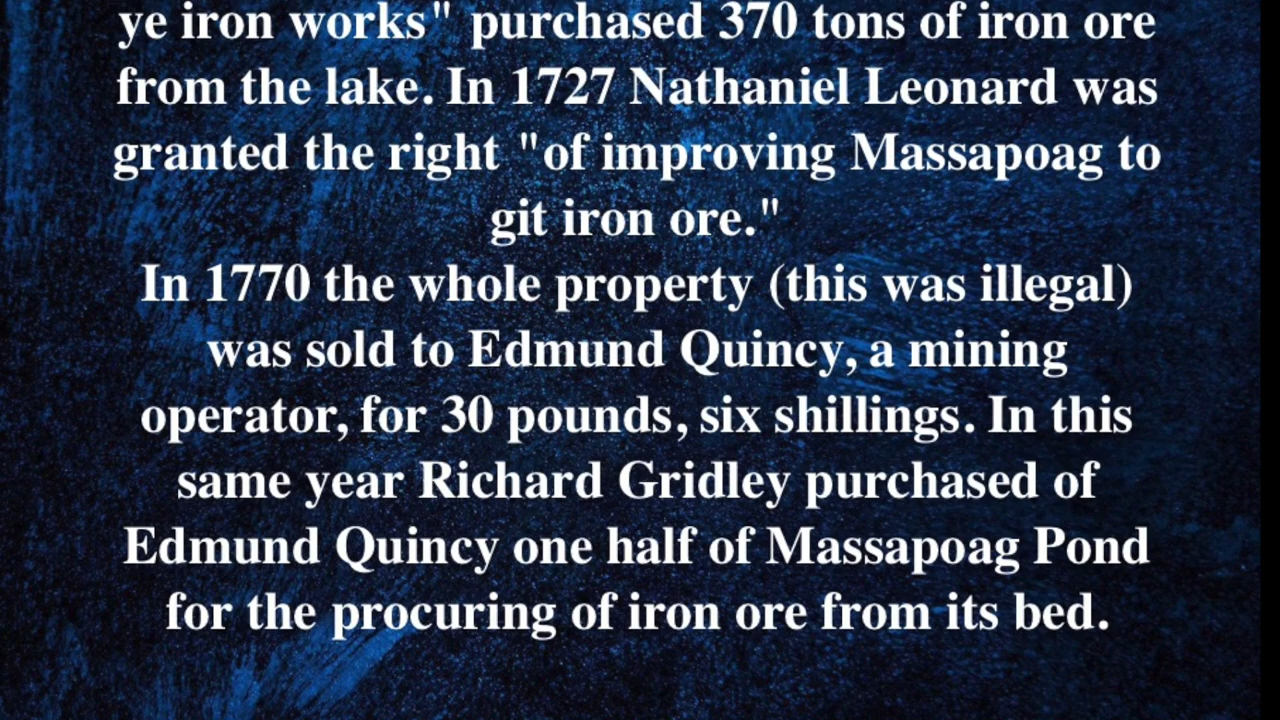 ye iron works" purchased 370 tons of iron ore
from the lake. In 1727 Nathaniel Leonard was
granted the right "of improving Massapoag to
git iron ore."
In 1770 the whole property (this was illegal)
was sold to Edmund Quincy, a mining
operator, for 30 pounds, six shillings. In this
same year Richard Gridley purchased of
Edmund Quincy one half of Massapoag Pond
for the procuring of iron ore from its bed.